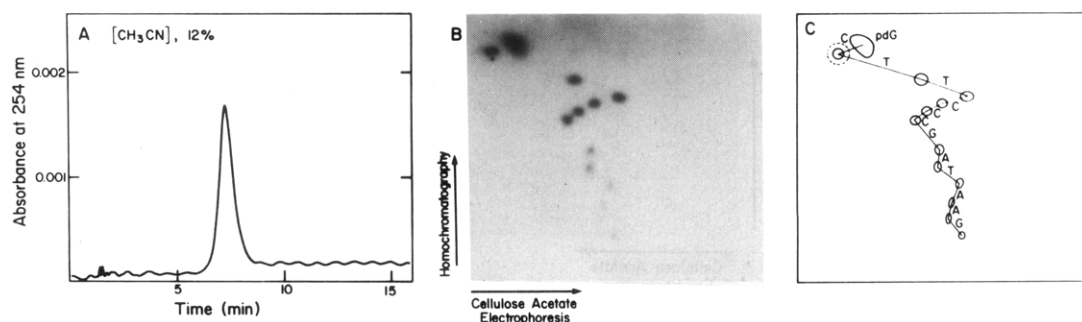 A [CH₃CN], 12%
0.002
0.001
Absorbance at 254 nm
5
10
15
Time (min)
B
Homochromatography
Cellulose Acetate
Electrophoresis
C
C
pdG
T
T
C
C
C
G
A
T
A
A
G